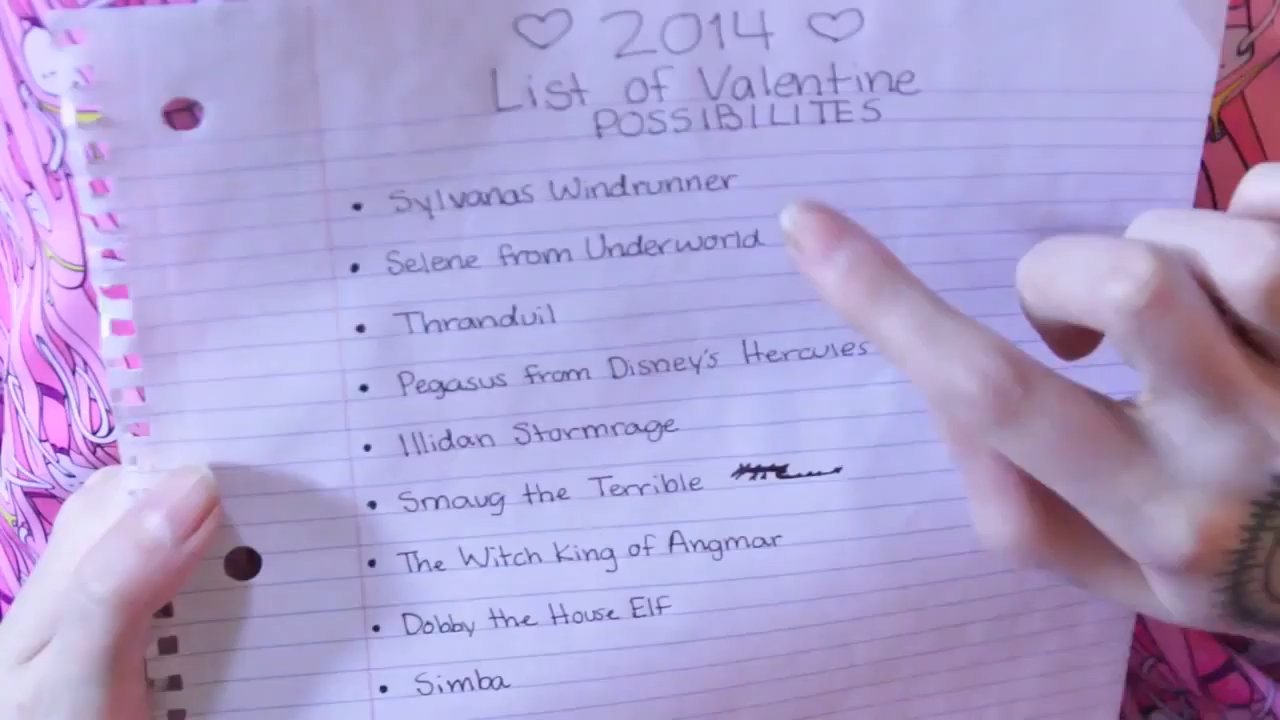 ♡ 2014 ♡
List of Valentine
POSSIBILITES
• Sylvanas Windrunner
• Selene from Underworld
• Thranduil
• Pegasus from Disney's Hercules
• Illidan Stormrage
• Smaug the Terrible
• The Witch King of Angmar
• Dobby the House Elf
• Simba